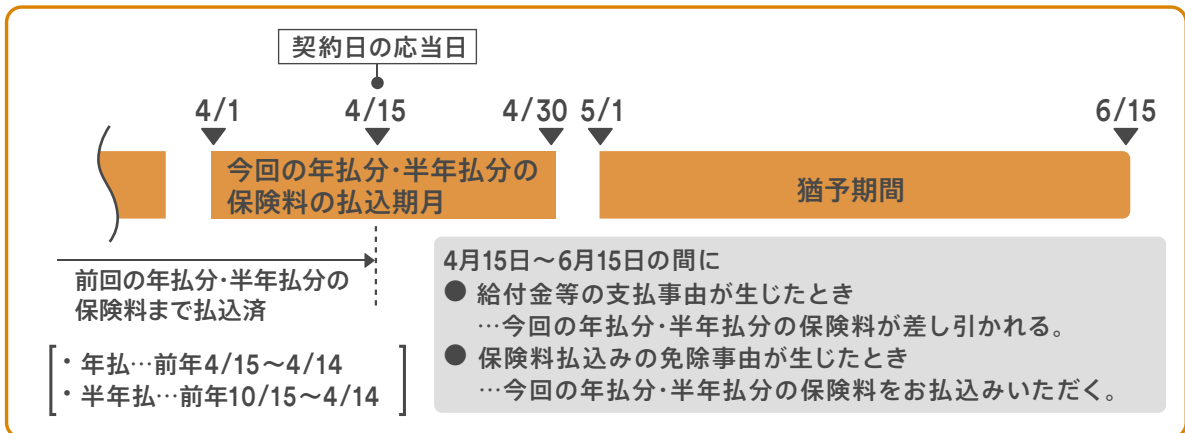 契約日の応当日
4/1
4/15
4/30
5/1
6/15
今回の年払分・半年払分の
保険料の払込期月
猶予期間
前回の年払分・半年払分の
保険料まで払込済
・年払…前年4/15～4/14
・半年払…前年10/15～4/14
4月15日～6月15日の間に
● 給付金等の支払事由が生じたとき
…今回の年払分・半年払分の保険料が差し引かれる。
● 保険料払込みの免除事由が生じたとき
…今回の年払分・半年払分の保険料をお払込みいただく。